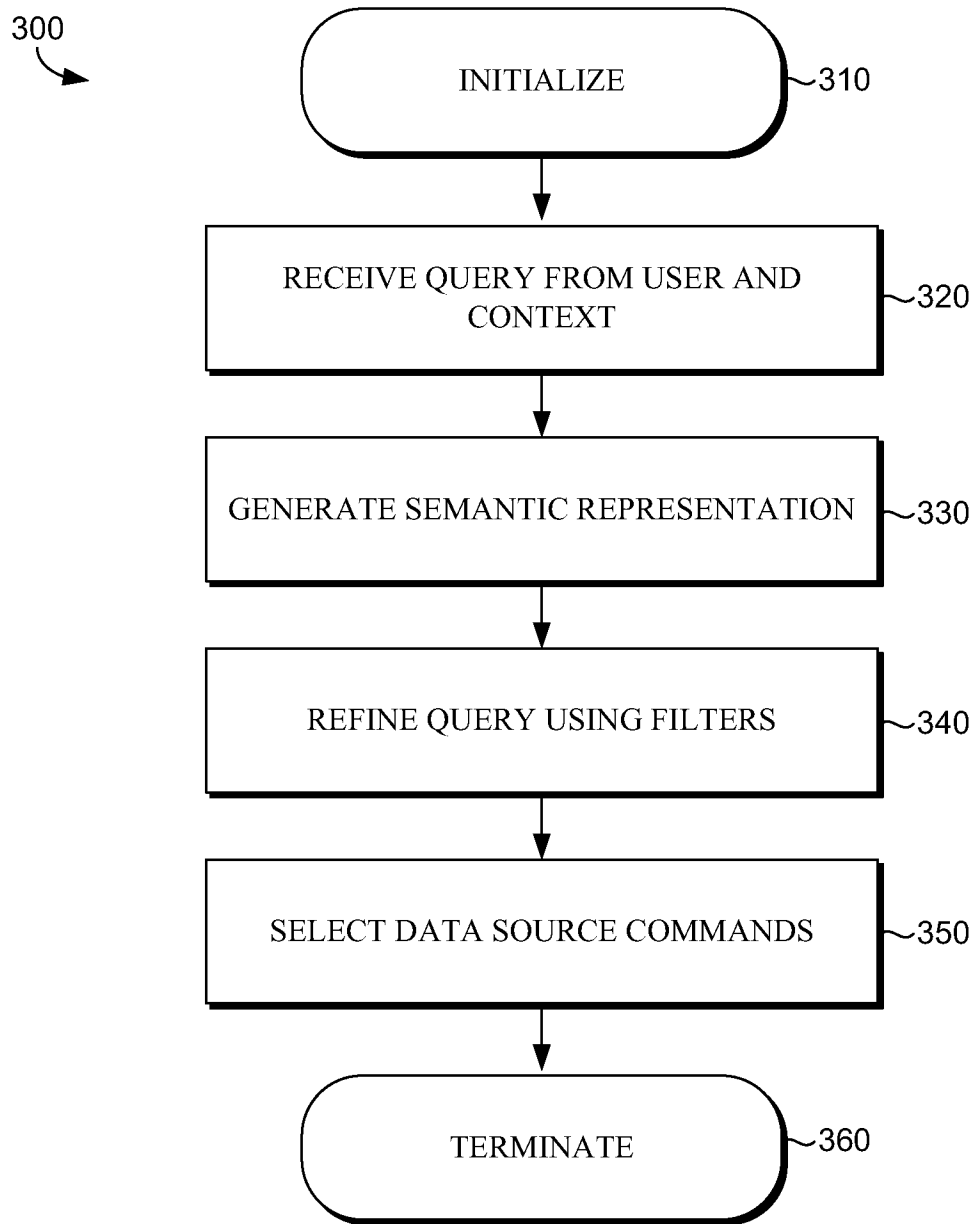 300
INITIALIZE
310
RECEIVE QUERY FROM USER AND
CONTEXT
320
GENERATE SEMANTIC REPRESENTATION
330
REFINE QUERY USING FILTERS
340
SELECT DATA SOURCE COMMANDS
350
TERMINATE
360